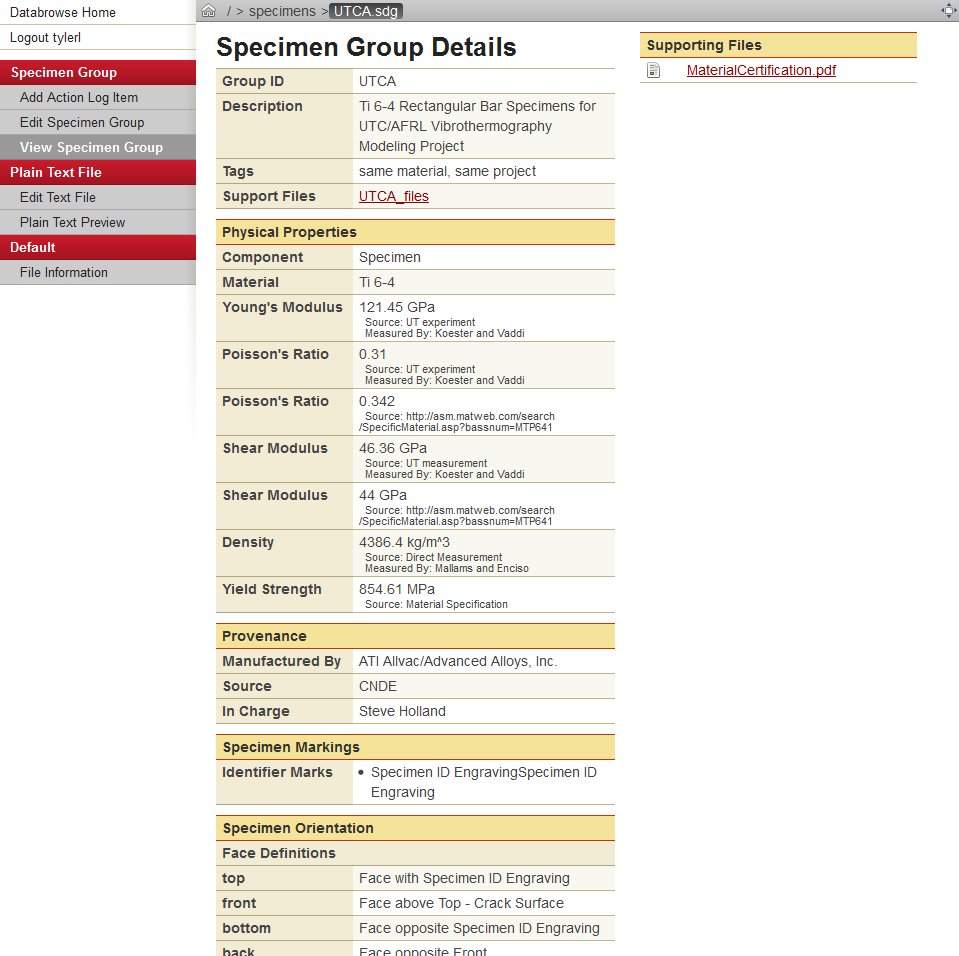 Databrowse Home
Logout tylerl
Specimen Group
Add Action Log Item
Edit Specimen Group
View Specimen Group
Plain Text File
Edit Text File
Plain Text Preview
Default
File Information
/ > specimens > UTCA.sdg
Specimen Group Details
Group ID UTCA
Description Ti 6-4 Rectangular Bar Specimens for
UTC/AFRL Vibrothermography
Modeling Project
Tags same material, same project
Support Files UTCA_files
Physical Properties
Component Specimen
Material Ti 6-4
Young's Modulus 121.45 GPa
Source: UT experiment
Measured By: Koester and Vaddi
Poisson's Ratio 0.31
Source: UT experiment
Measured By: Koester and Vaddi
Poisson's Ratio 0.342
Source: http://asm.matweb.com/search
/SpecificMaterial.asp?bassnum=MTP641
Shear Modulus 46.36 GPa
Source: UT measurement
Measured By: Koester and Vaddi
Shear Modulus 44 GPa
Source: http://asm.matweb.com/search
/SpecificMaterial.asp?bassnum=MTP641
Density 4386.4 kg/m^3
Source: Direct Measurement
Measured By: Mallams and Enciso
Yield Strength 854.61 MPa
Source: Material Specification
Provenance
Manufactured By ATI Allvac/Advanced Alloys, Inc.
Source CNDE
In Charge Steve Holland
Specimen Markings
Identifier Marks • Specimen ID EngravingSpecimen ID
Engraving
Specimen Orientation
Face Definitions
top Face with Specimen ID Engraving
front Face above Top - Crack Surface
bottom Face opposite Specimen ID Engraving
back Face opposite Front
Supporting Files
MaterialCertification.pdf